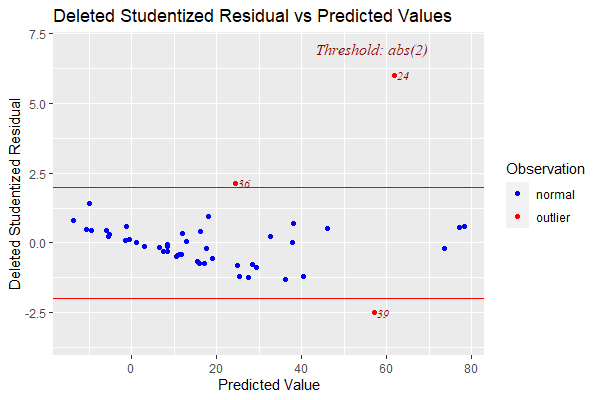 Deleted Studentized Residual vs Predicted Values
7.5
Threshold: abs(2)
24
5.0
2.5
36
0.0
-2.5
39
0
20
40
60
80
Predicted Value
Deleted Studentized Residual
Observation
normal
outlier